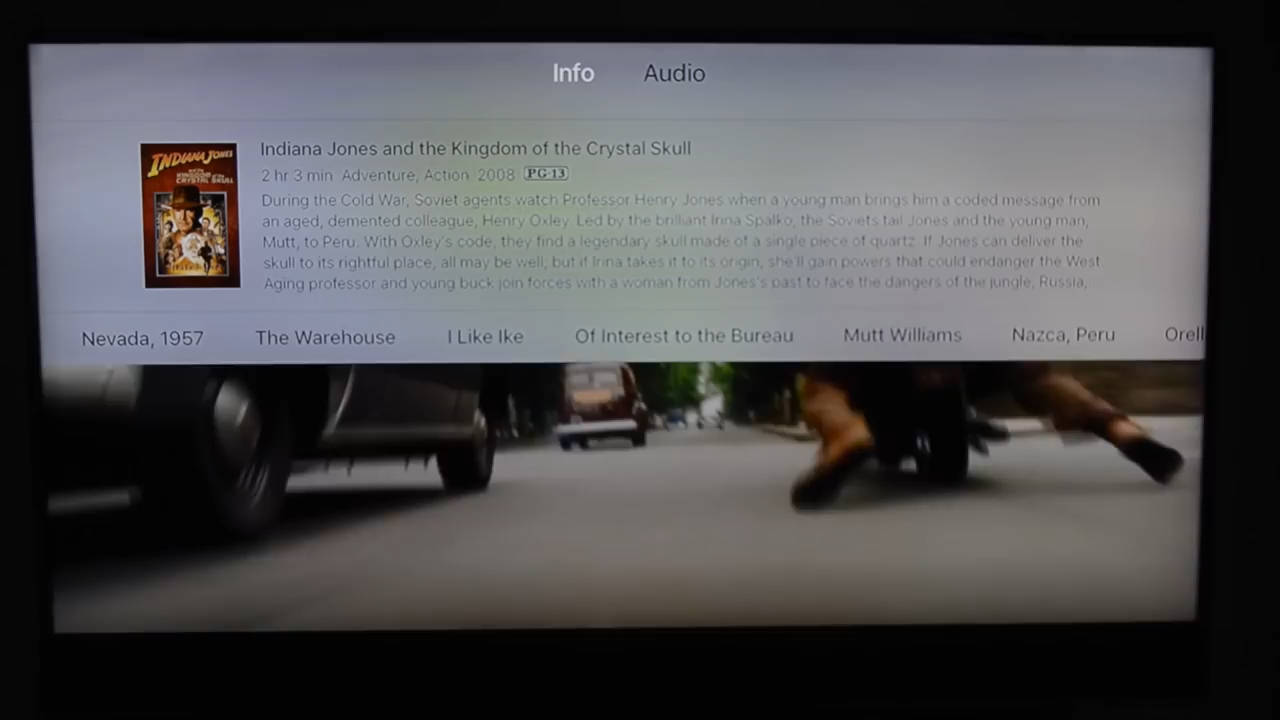 Info Audio
INDIANA JONES
and the
KINGDOM OF THE
CRYSTAL SKULL
Indiana Jones and the Kingdom of the Crystal Skull
2 hr 3 min Adventure, Action 2008 PG-13
During the Cold War, Soviet agents watch Professor Henry Jones when a young man brings him a coded message from
an aged, demented colleague, Henry Oxley. Led by the brilliant Irina Spalko, the Soviets tail Jones and the young man,
Mutt, to Peru. With Oxley's code, they find a legendary skull made of a single piece of quartz. If Jones can deliver the
skull to its rightful place, all may be well; but if Irina takes it to its origin, she'll gain powers that could endanger the West.
Aging professor and young buck join forces with a woman from Jones's past to face the dangers of the jungle, Russia,...
Nevada, 1957 The Warehouse I Like Ike Of Interest to the Bureau Mutt Williams Nazca, Peru Orell